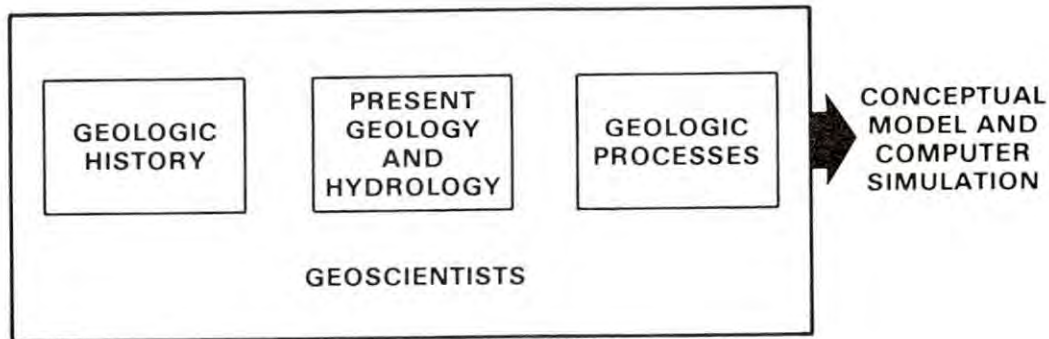 GEOLOGIC
HISTORY
PRESENT
GEOLOGY
AND
HYDROLOGY
GEOLOGIC
PROCESSES
CONCEPTUAL
MODEL AND
COMPUTER
SIMULATION
GEOSCIENTISTS